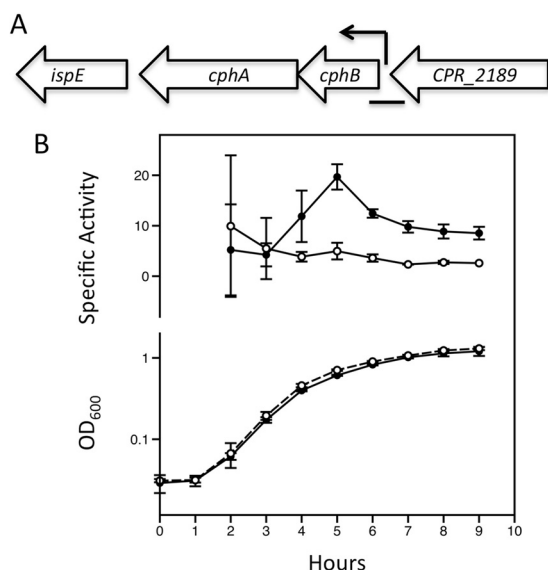 A
ispE
cphA
cphB
CPR_2189
B
Specific Activity
20
10
0
OD600
1
0.1
0 1 2 3 4 5 6 7 8 9 10
Hours